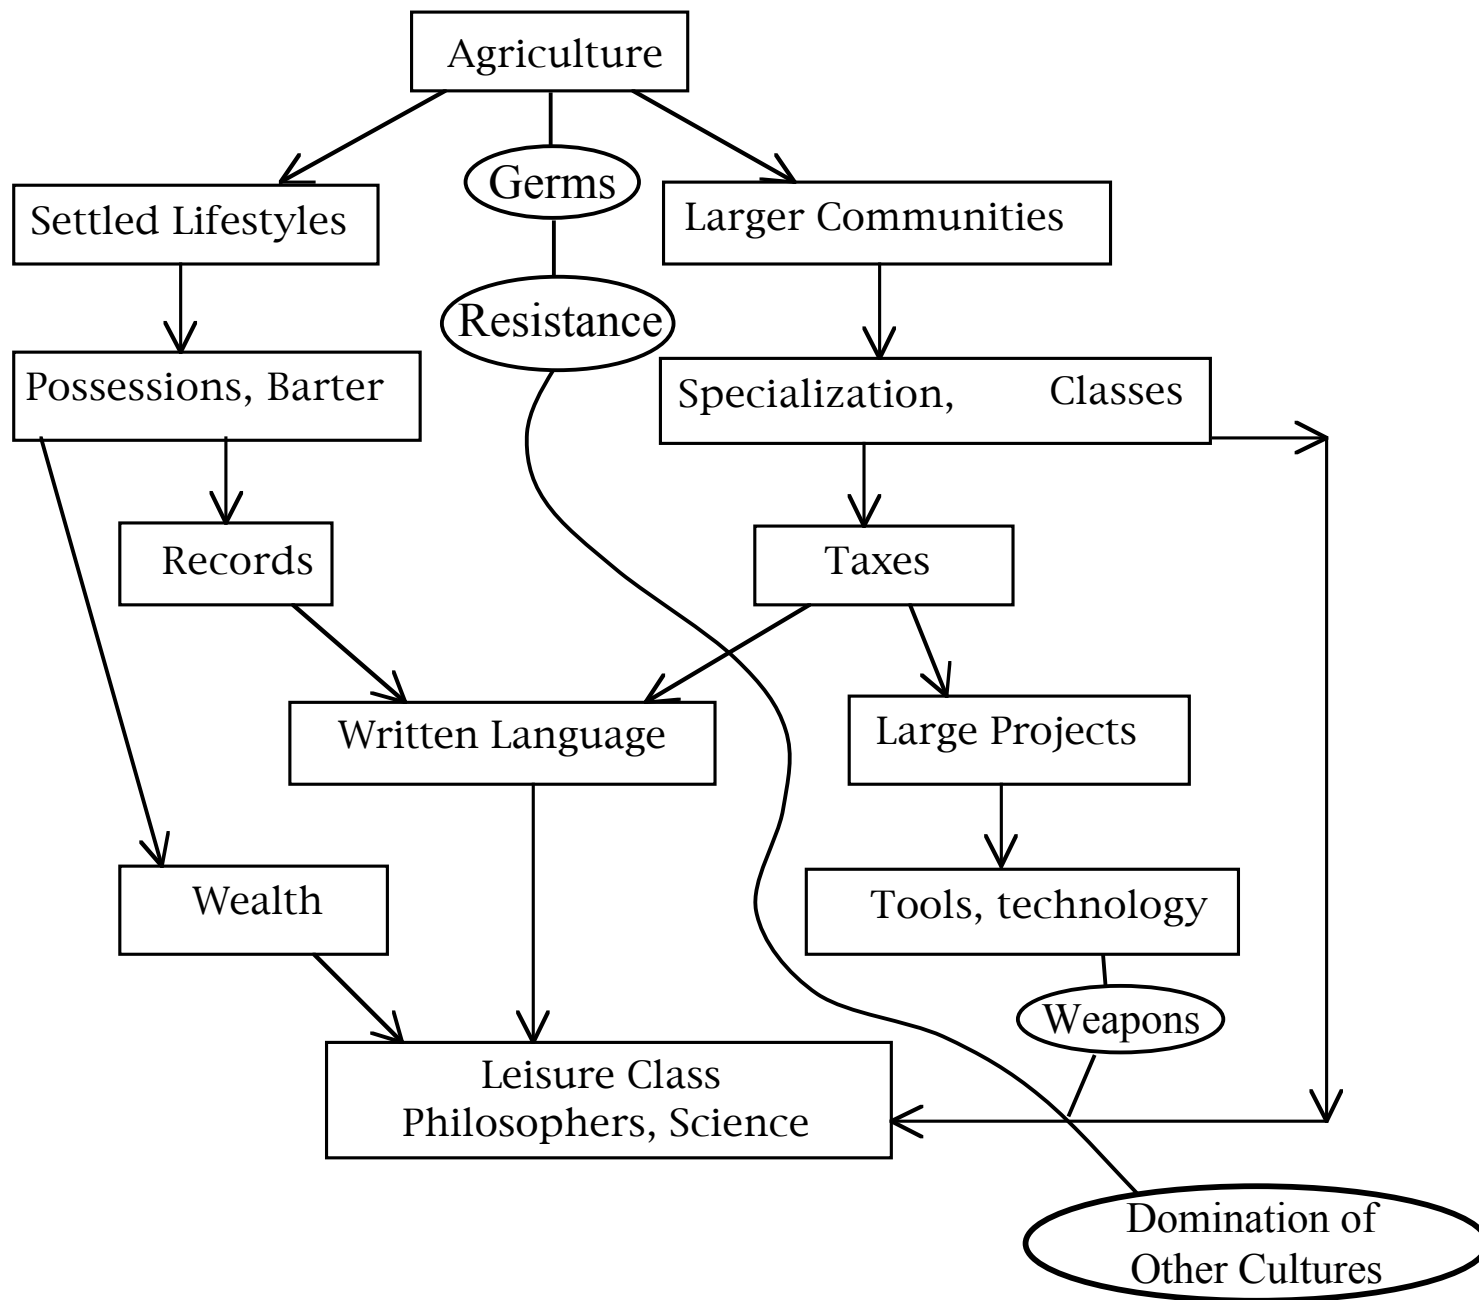 Agriculture
Germs
Settled Lifestyles
Larger Communities
Resistance
Possessions, Barter
Specialization, Classes
Records
Taxes
Written Language
Large Projects
Wealth
Tools, technology
Weapons
Leisure Class
Philosophers, Science
Domination of
Other Cultures